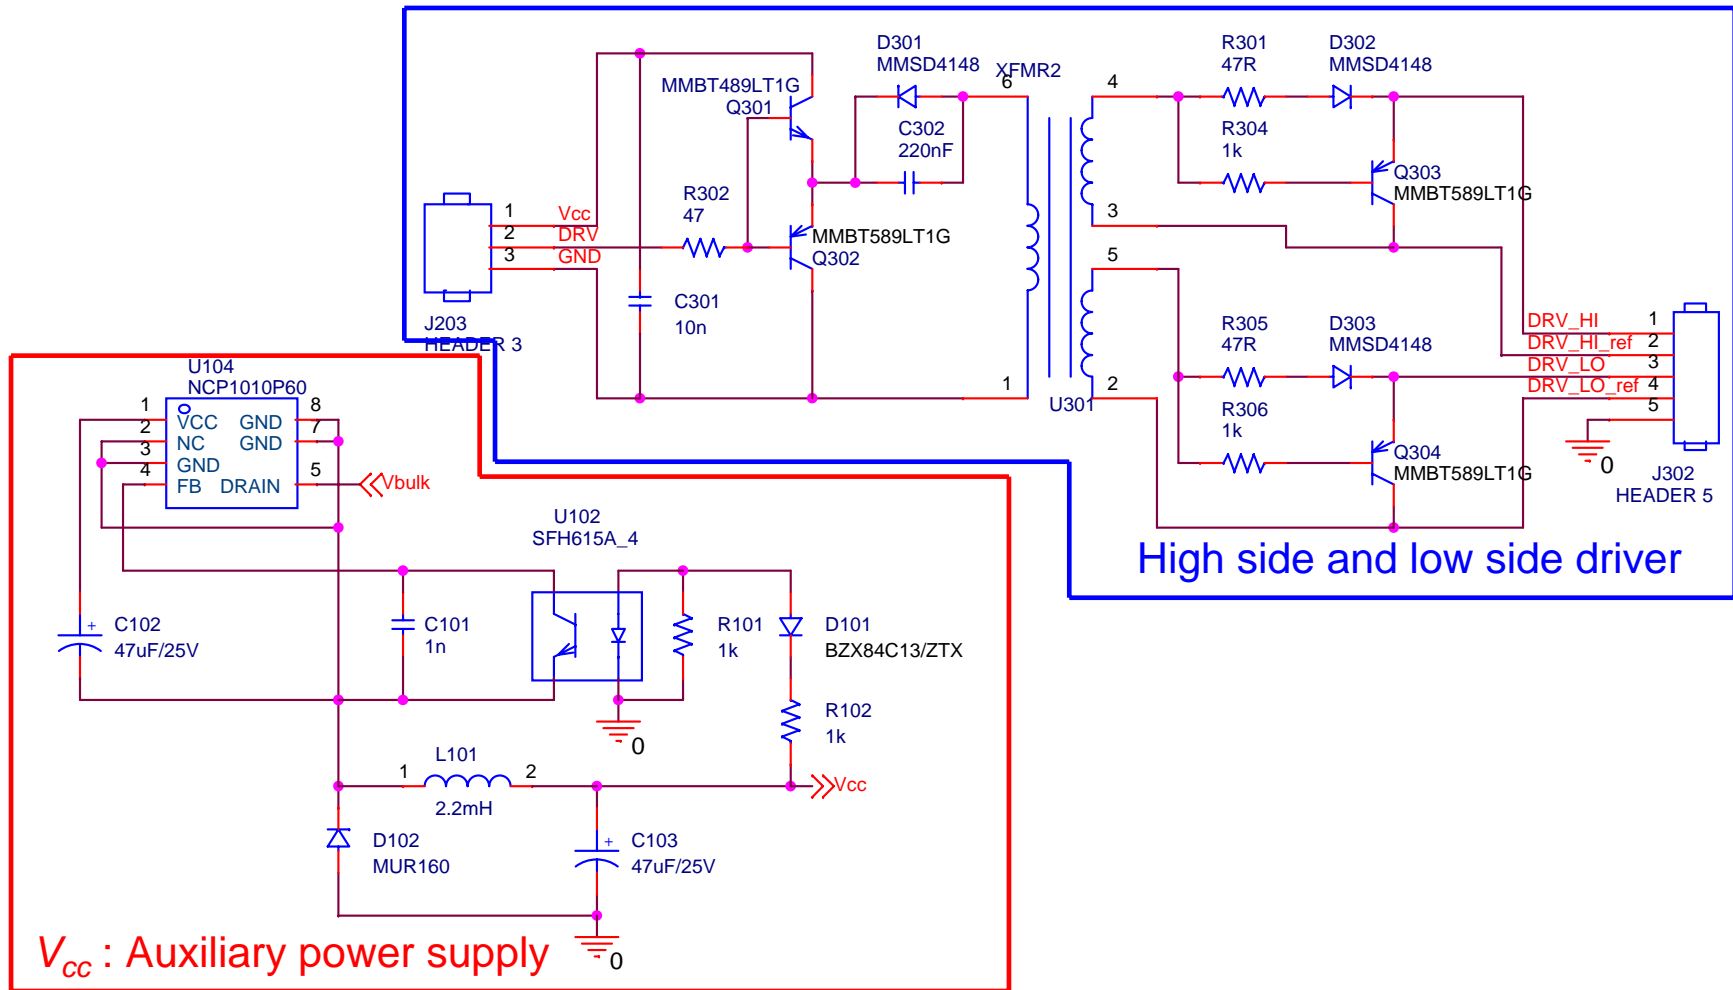 D301
MMSD4148
XFMR2
6
R301
47R
D302
MMSD4148
4
MMBT489LT1G
Q301
C302
220nF
R304
1k
Q303
MMBT589LT1G
R302
47
3
1
Vcc
2
DRV
3
GND
MMBT589LT1G
Q302
5
C301
10n
J203
HEADER 3
R305
47R
D303
MMSD4148
DRV_HI
1
DRV_HI_ref
2
DRV_LO
3
DRV_LO_ref
4
5
1
2
U301
R306
1k
Q304
MMBT589LT1G
0
J302
HEADER 5
High side and low side driver
U104
NCP1010P60
1
VCC
GND
8
2
NC
GND
7
3
GND
4
FB
DRAIN
5
Vbulk
U102
SFH615A_4
+
C102
47uF/25V
C101
1n
R101
1k
D101
BZX84C13/ZTX
R102
1k
0
L101
1
2
2.2mH
Vcc
D102
MUR160
+
C103
47uF/25V
0
Vcc : Auxiliary power supply